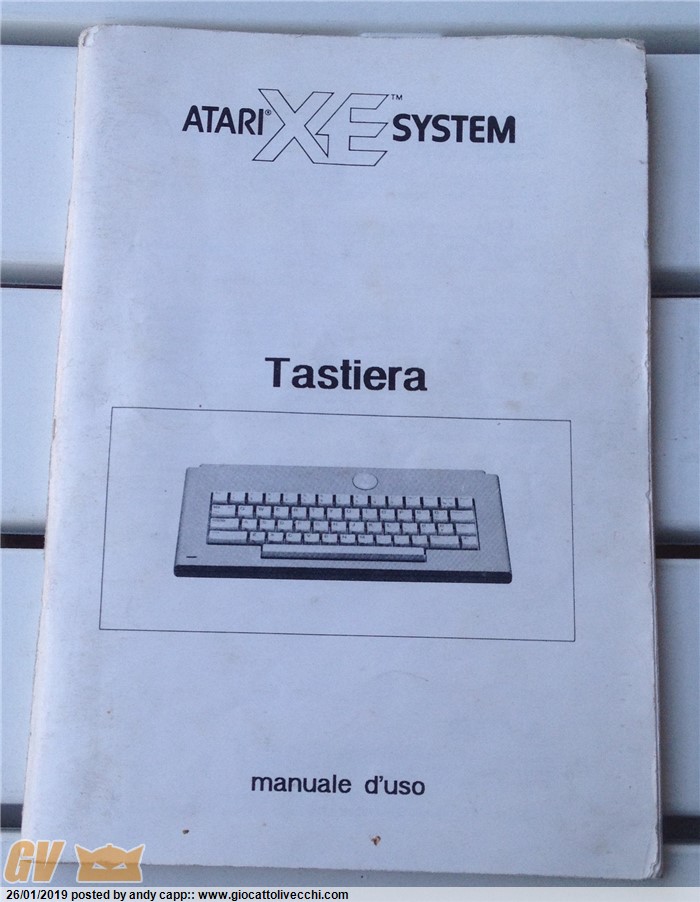 ATARI® XE™ SYSTEM
Tastiera
manuale d'uso
GV
26/01/2019 posted by andy capp:: www.giocattolivecchi.com